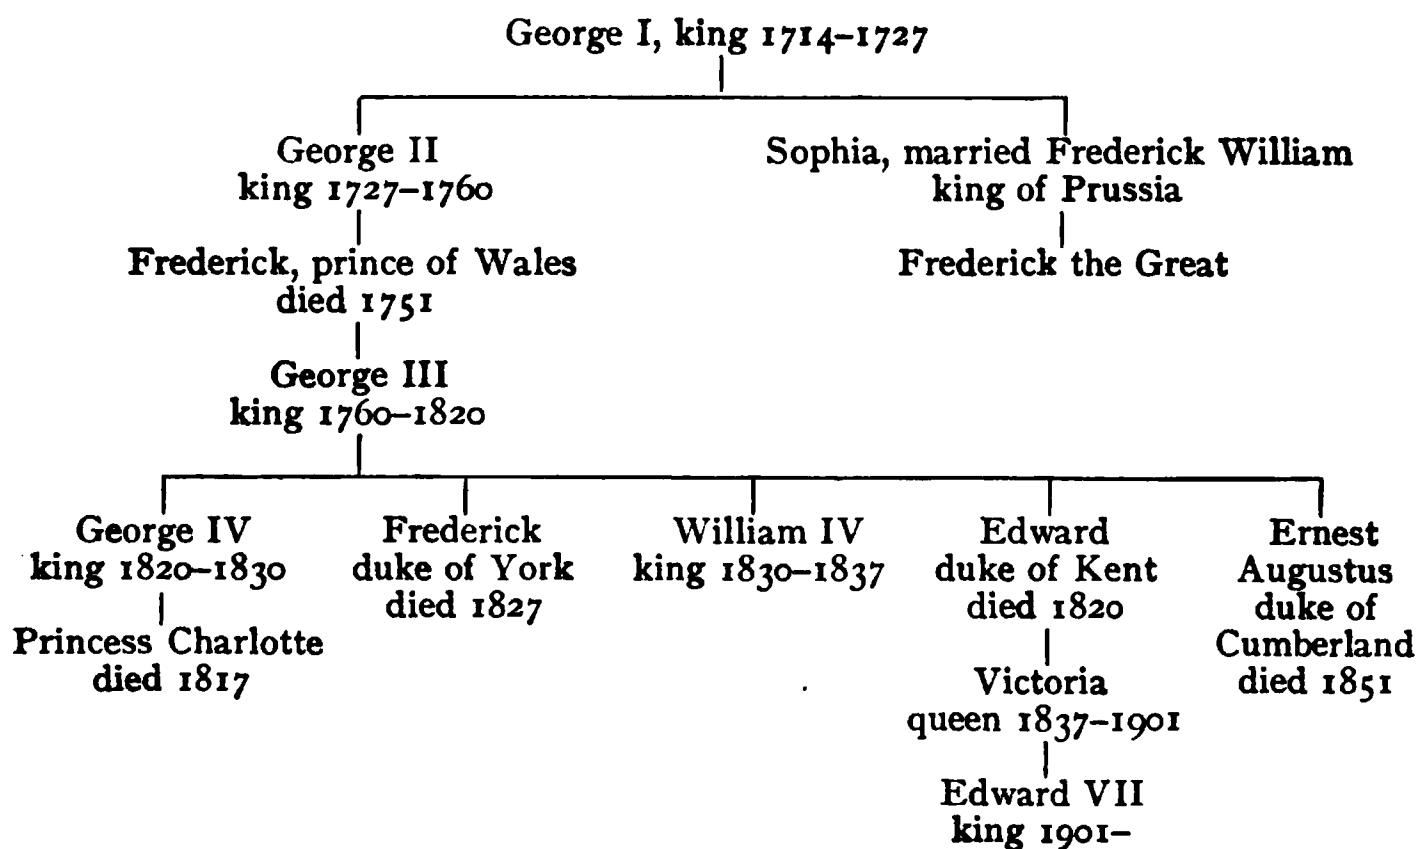 George I, king 1714–1727
George II
king 1727–1760
Sophia, married Frederick William
king of Prussia
Frederick, prince of Wales
died 1751
Frederick the Great
George III
king 1760–1820
George IV
king 1820–1830
Princess Charlotte
died 1817
Frederick
duke of York
died 1827
William IV
king 1830–1837
Edward
duke of Kent
died 1820
Victoria
queen 1837–1901
Edward VII
king 1901–
Ernest
Augustus
duke of
Cumberland
died 1851